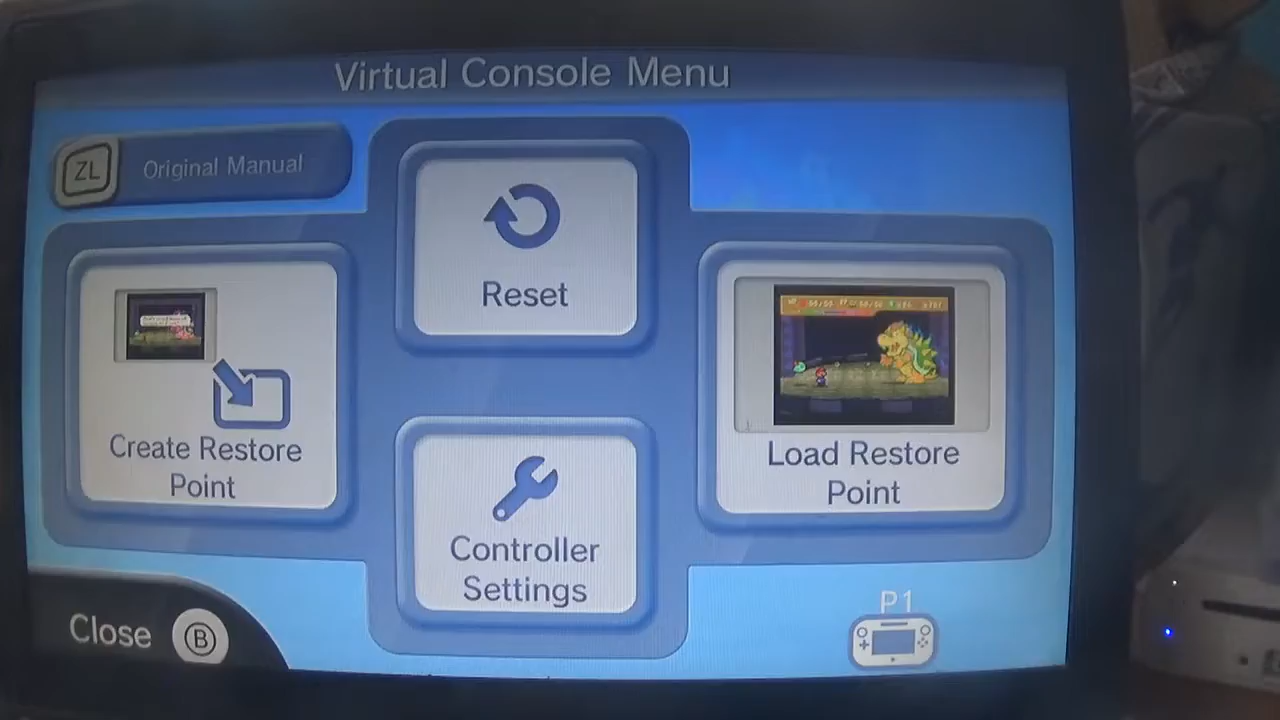 Virtual Console Menu
ZL
Original Manual
Reset
Create Restore
Point
Load Restore
Point
Controller
Settings
Close
B
P1